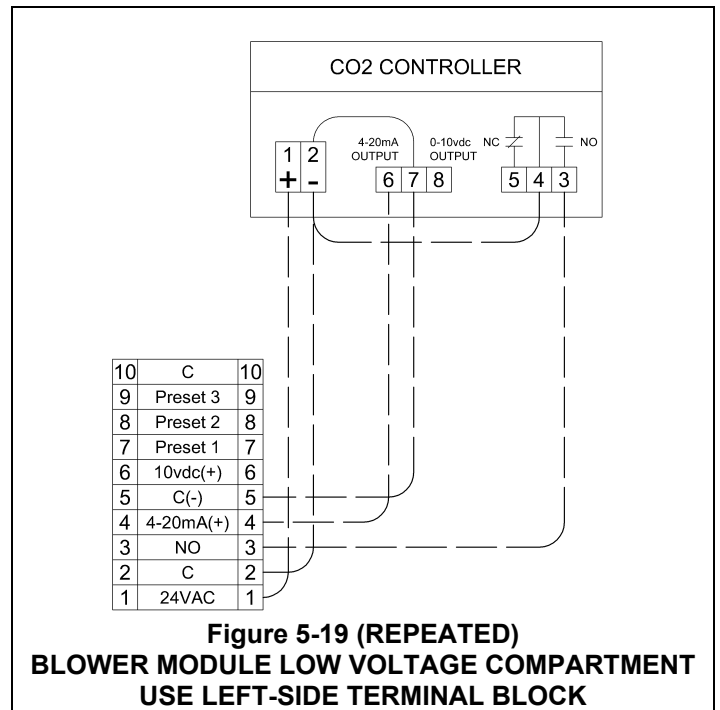 CO2 CONTROLLER
4-20mA OUTPUT
0-10vdc OUTPUT
NC
NO
1 2
+ -
6 7 8
5 4 3
10 C 10
9 Preset 3 9
8 Preset 2 8
7 Preset 1 7
6 10vdc(+) 6
5 C(-) 5
4 4-20mA(+) 4
3 NO 3
2 C 2
1 24VAC 1
Figure 5-19 (REPEATED)
BLOWER MODULE LOW VOLTAGE COMPARTMENT
USE LEFT-SIDE TERMINAL BLOCK